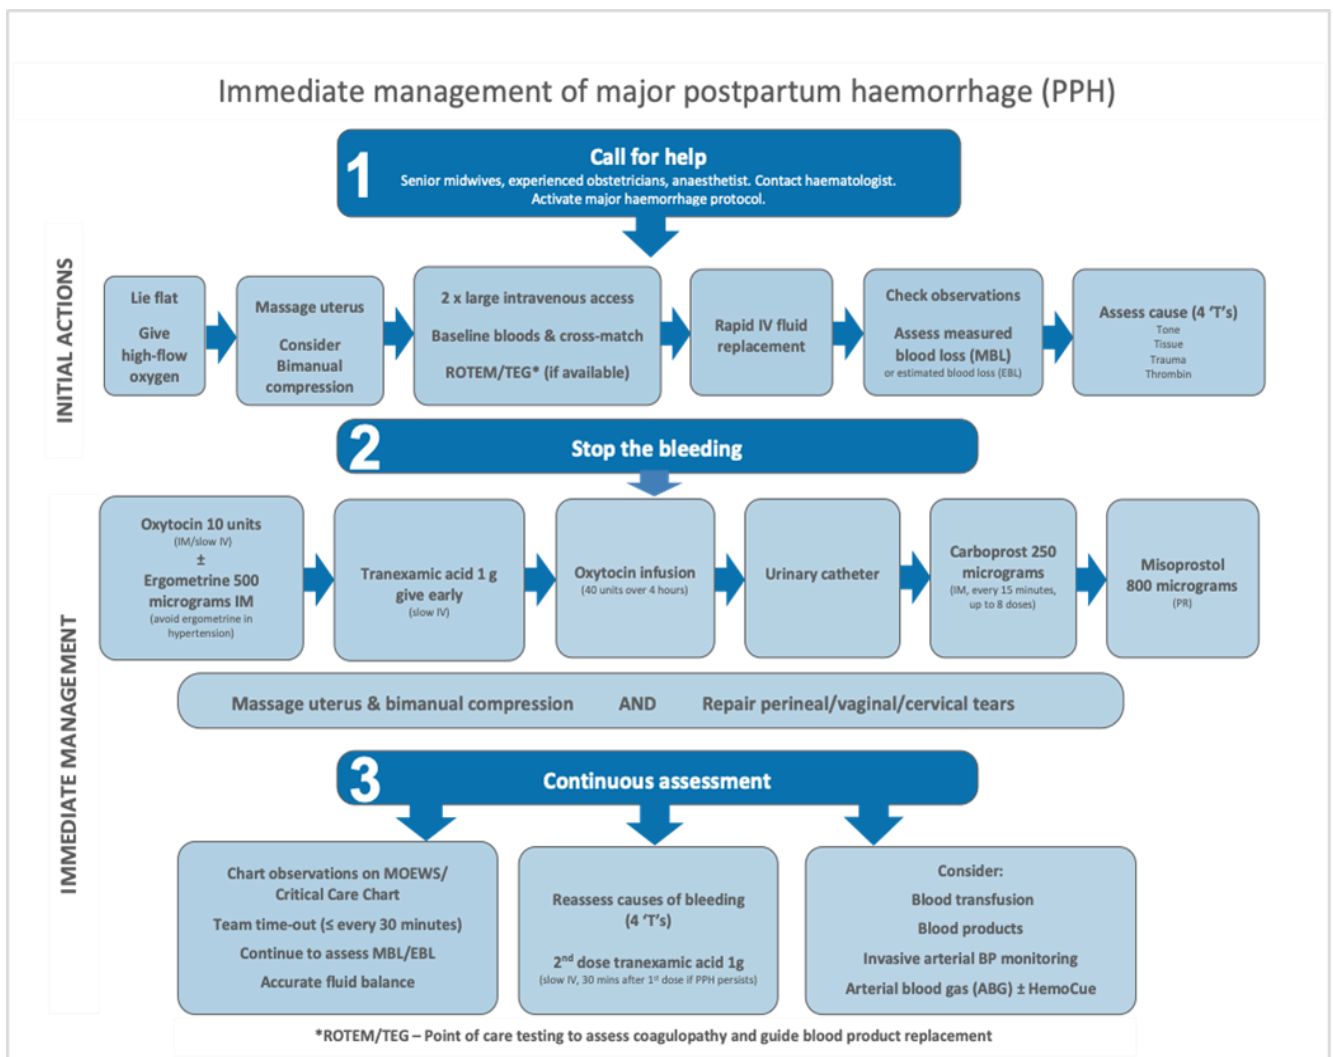 Immediate management of major postpartum haemorrhage (PPH)
1
Call for help
Senior midwives, experienced obstetricians, anaesthetist. Contact haematologist.
Activate major haemorrhage protocol.
INITIAL ACTIONS
Lie flat
Give
high-flow
oxygen
Massage uterus
Consider
Bimanual
compression
2 x large intravenous access
Baseline bloods & cross-match
ROTEM/TEG* (if available)
Rapid IV fluid
replacement
Check observations
Assess measured
blood loss (MBL)
or estimated blood loss (EBL)
Assess cause (4 ‘T’s)
Tone
Tissue
Trauma
Thrombin
2
Stop the bleeding
IMMEDIATE MANAGEMENT
Oxytocin 10 units
(IM/slow IV)
±
Ergometrine 500
micrograms IM
(avoid ergometrine in
hypertension)
Tranexamic acid 1 g
give early
(slow IV)
Oxytocin infusion
(40 units over 4 hours)
Urinary catheter
Carboprost 250
micrograms
(IM, every 15 minutes,
up to 8 doses)
Misoprostol
800 micrograms
(PR)
Massage uterus & bimanual compression AND Repair perineal/vaginal/cervical tears
3
Continuous assessment
Chart observations on MOEWS/
Critical Care Chart
Team time-out (≤ every 30 minutes)
Continue to assess MBL/EBL
Accurate fluid balance
Reassess causes of bleeding
(4 ‘T’s)
2nd dose tranexamic acid 1g
(slow IV, 30 mins after 1st dose if PPH persists)
Consider:
Blood transfusion
Blood products
Invasive arterial BP monitoring
Arterial blood gas (ABG) ± HemoCue
*ROTEM/TEG – Point of care testing to assess coagulopathy and guide blood product replacement